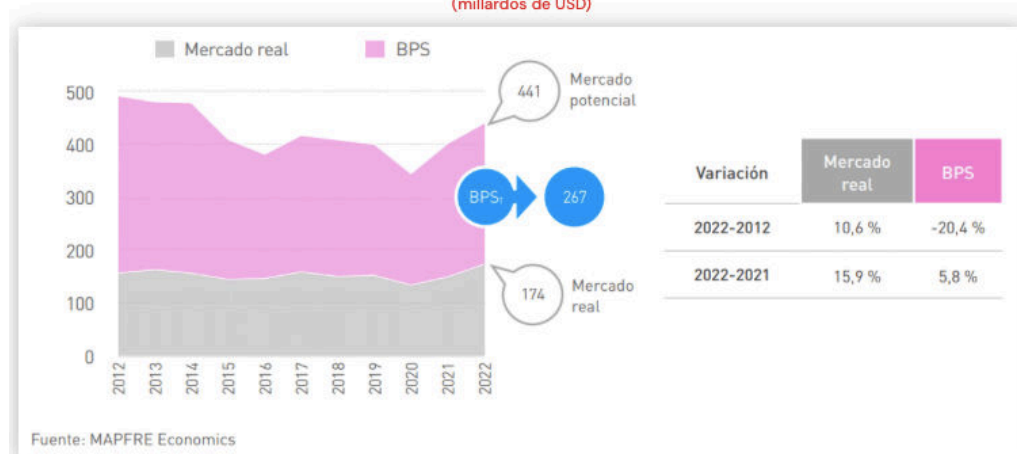 (millardos de USD)
Mercado real
BPS
500
400
300
200
100
0
2012
2013
2014
2015
2016
2017
2018
2019
2020
2021
2022
441
Mercado
potencial
BPS₁
267
174
Mercado
real
Variación
Mercado
real
BPS
2022-2012
10,6 %
-20,4 %
2022-2021
15,9 %
5,8 %
Fuente: MAPFRE Economics